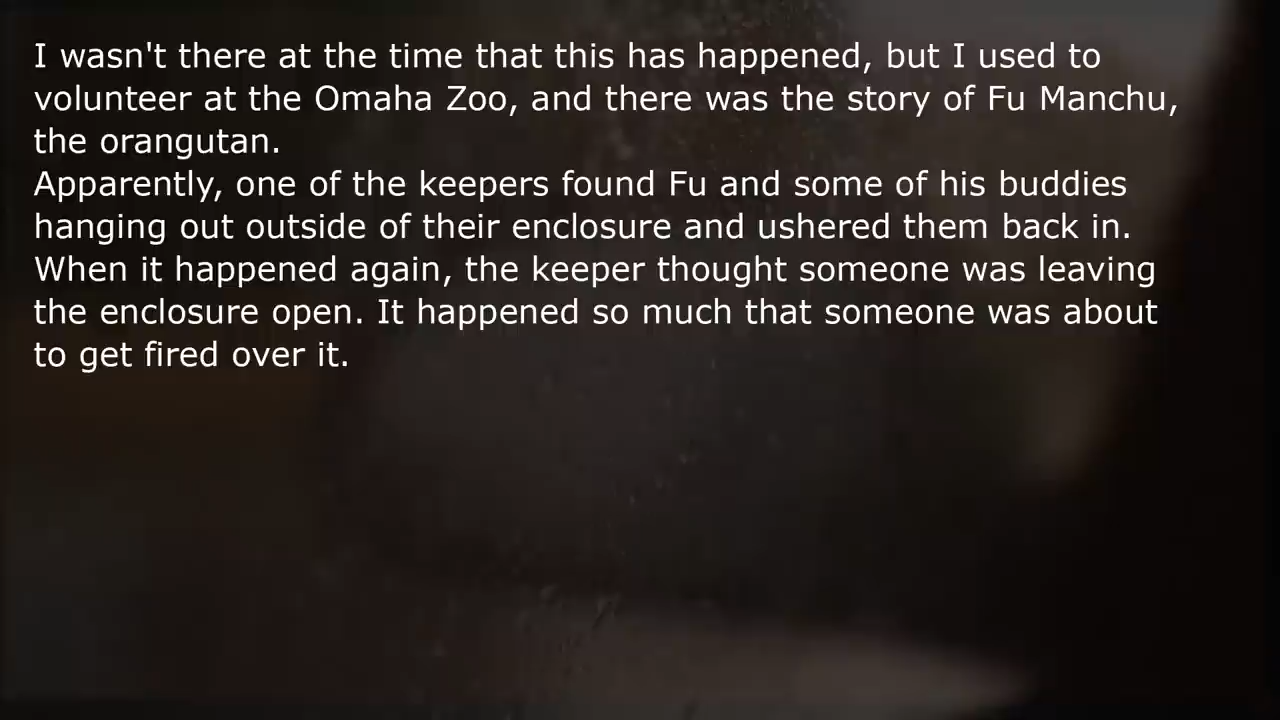 I wasn't there at the time that this has happened, but I used to
volunteer at the Omaha Zoo, and there was the story of Fu Manchu,
the orangutan.
Apparently, one of the keepers found Fu and some of his buddies
hanging out outside of their enclosure and ushered them back in.
When it happened again, the keeper thought someone was leaving
the enclosure open. It happened so much that someone was about
to get fired over it.